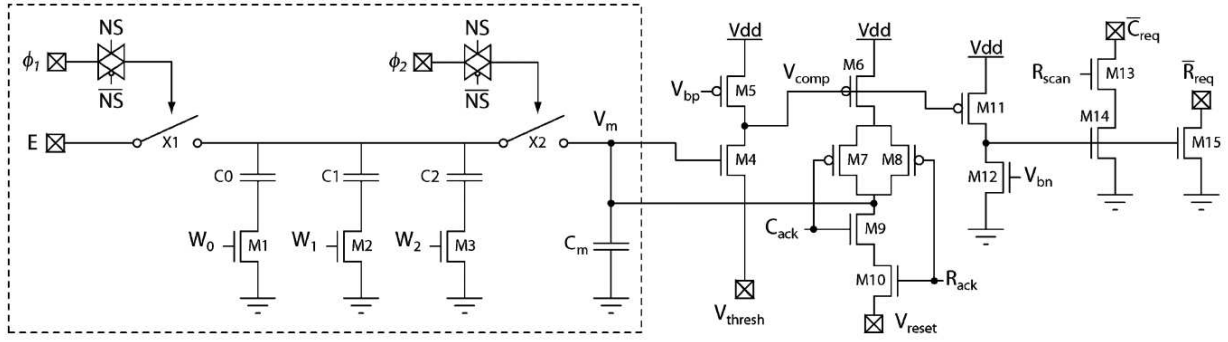 NS
NS
Vdd
Vdd
C̅req
ϕ1
ϕ2
M6
Vdd
Rscan
M13
R̅req
N̅S̅
N̅S̅
Vbp
M5
Vcomp
M11
M14
E
X1
X2
Vm
M4
M7
M8
M15
C0
C1
C2
M12
Vbn
W0
M1
W1
M2
W2
M3
Cm
Cack
M9
M10
Rack
Vthresh
Vreset